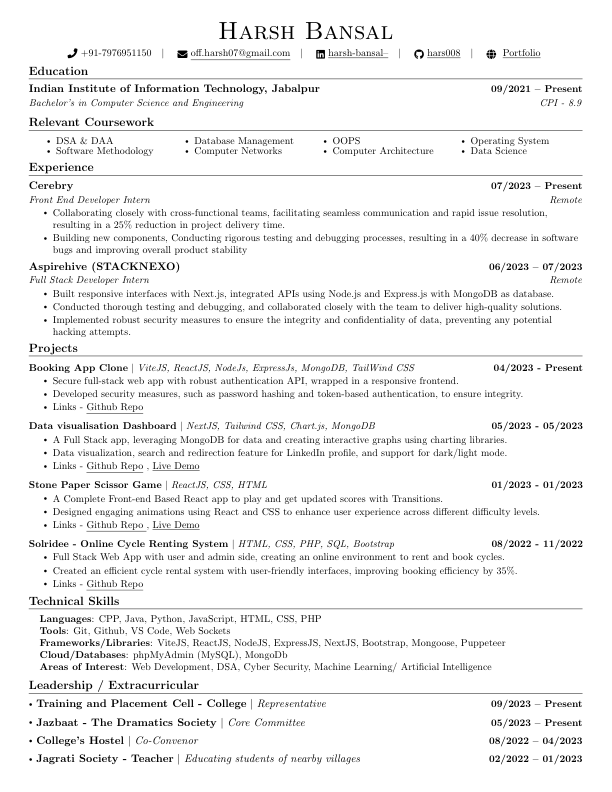 Harsh Bansal
+91-7976951150 | off.harsh07@gmail.com | harsh-bansal– | hars008 | Portfolio
Education
Indian Institute of Information Technology, Jabalpur 09/2021 – Present
Bachelor's in Computer Science and Engineering CPI - 8.9
Relevant Coursework
• DSA & DAA • Database Management • OOPS • Operating System
• Software Methodology • Computer Networks • Computer Architecture • Data Science
Experience
Cerebry 07/2023 – Present
Front End Developer Intern Remote
• Collaborating closely with cross-functional teams, facilitating seamless communication and rapid issue resolution,
resulting in a 25% reduction in project delivery time.
• Building new components, Conducting rigorous testing and debugging processes, resulting in a 40% decrease in software
bugs and improving overall product stability
Aspirehive (STACKNEXO) 06/2023 – 07/2023
Full Stack Developer Intern Remote
• Built responsive interfaces with Next.js, integrated APIs using Node.js and Express.js with MongoDB as database.
• Conducted thorough testing and debugging, and collaborated closely with the team to deliver high-quality solutions.
• Implemented robust security measures to ensure the integrity and confidentiality of data, preventing any potential
hacking attempts.
Projects
Booking App Clone | ViteJS, ReactJS, NodeJs, ExpressJs, MongoDB, TailWind CSS 04/2023 - Present
• Secure full-stack web app with robust authentication API, wrapped in a responsive frontend.
• Developed security measures, such as password hashing and token-based authentication, to ensure integrity.
• Links - Github Repo
Data visualisation Dashboard | NextJS, Tailwind CSS, Chart.js, MongoDB 05/2023 - 05/2023
• A Full Stack app, leveraging MongoDB for data and creating interactive graphs using charting libraries.
• Data visualization, search and redirection feature for LinkedIn profile, and support for dark/light mode.
• Links - Github Repo , Live Demo
Stone Paper Scissor Game | ReactJS, CSS, HTML 01/2023 - 01/2023
• A Complete Front-end Based React app to play and get updated scores with Transitions.
• Designed engaging animations using React and CSS to enhance user experience across different difficulty levels.
• Links - Github Repo , Live Demo
Solridee - Online Cycle Renting System | HTML, CSS, PHP, SQL, Bootstrap 08/2022 - 11/2022
• Full Stack Web App with user and admin side, creating an online environment to rent and book cycles.
• Created an efficient cycle rental system with user-friendly interfaces, improving booking efficiency by 35%.
• Links - Github Repo
Technical Skills
Languages: CPP, Java, Python, JavaScript, HTML, CSS, PHP
Tools: Git, Github, VS Code, Web Sockets
Frameworks/Libraries: ViteJS, ReactJS, NodeJS, ExpressJS, NextJS, Bootstrap, Mongoose, Puppeteer
Cloud/Databases: phpMyAdmin (MySQL), MongoDb
Areas of Interest: Web Development, DSA, Cyber Security, Machine Learning/ Artificial Intelligence
Leadership / Extracurricular
• Training and Placement Cell - College | Representative 09/2023 – Present
• Jazbaat - The Dramatics Society | Core Committee 05/2023 – Present
• College's Hostel | Co-Convenor 08/2022 – 04/2023
• Jagrati Society - Teacher | Educating students of nearby villages 02/2022 – 01/2023